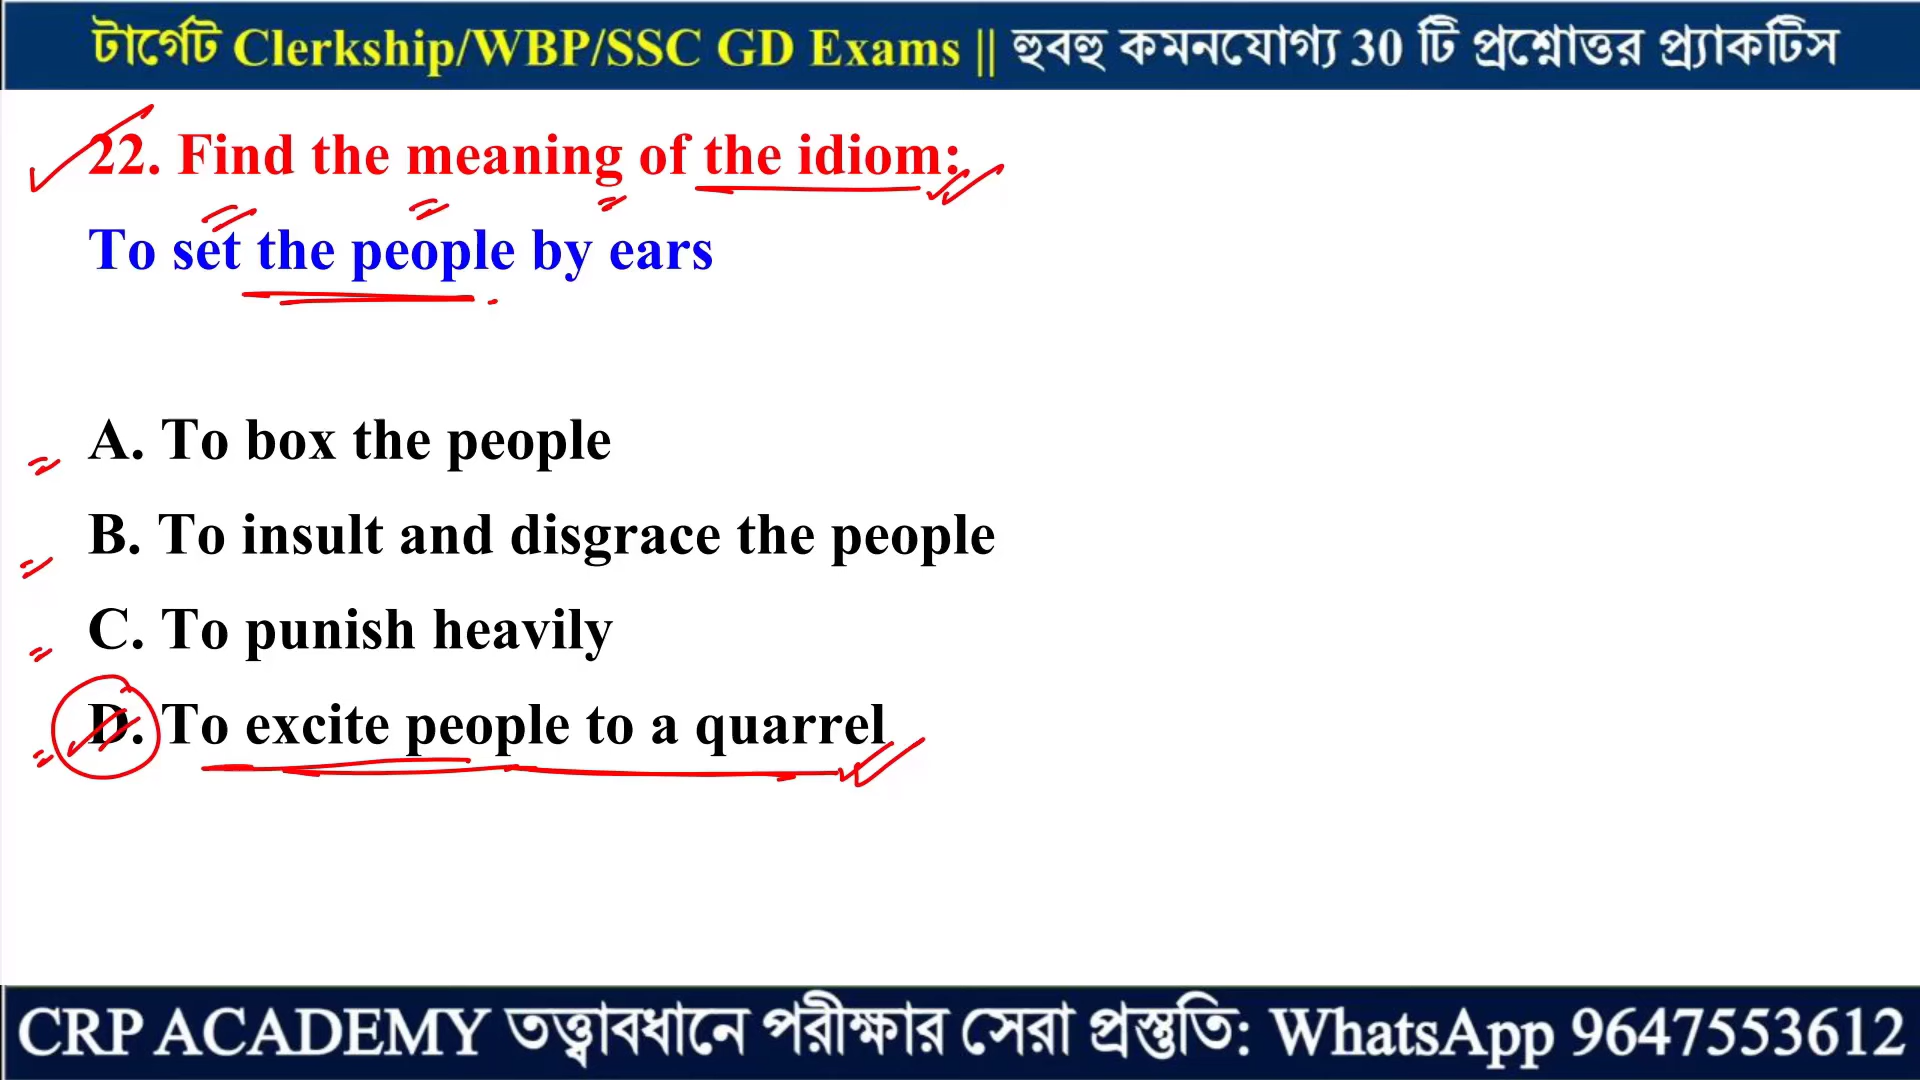 টার্গেট Clerkship/WBP/SSC GD Exams || হুবহু কমনযোগ্য 30 টি প্রশ্নোত্তর প্র্যাকটিস
22. Find the meaning of the idiom:
To set the people by ears
A. To box the people
B. To insult and disgrace the people
C. To punish heavily
D. To excite people to a quarrel
CRP ACADEMY তত্ত্বাবধানে পরীক্ষার সেরা প্রস্তুতি: WhatsApp 9647553612